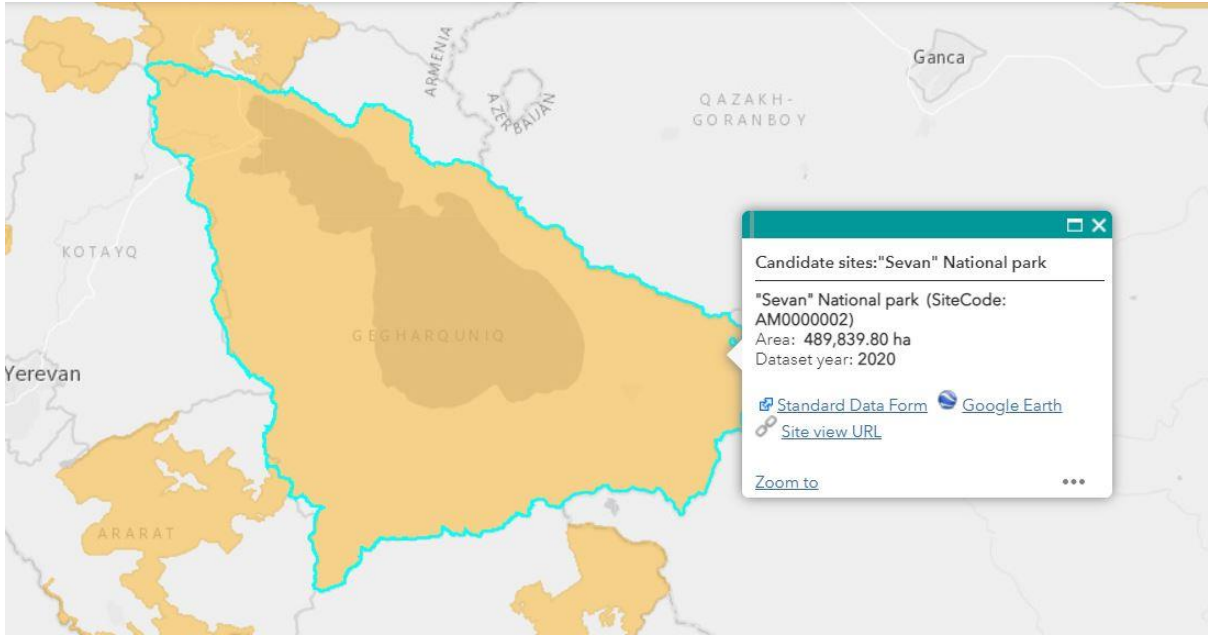 ARMENIA
AZERBAIJAN
Ganca
QAZAKH-
GORANBOY
KOTAYQ
GEGHARQUNIQ
Yerevan
ARARAT
Candidate sites:"Sevan" National park
"Sevan" National park (SiteCode:
AM0000002)
Area: 489,839.80 ha
Dataset year: 2020
Standard Data Form Google Earth
Site view URL
Zoom to